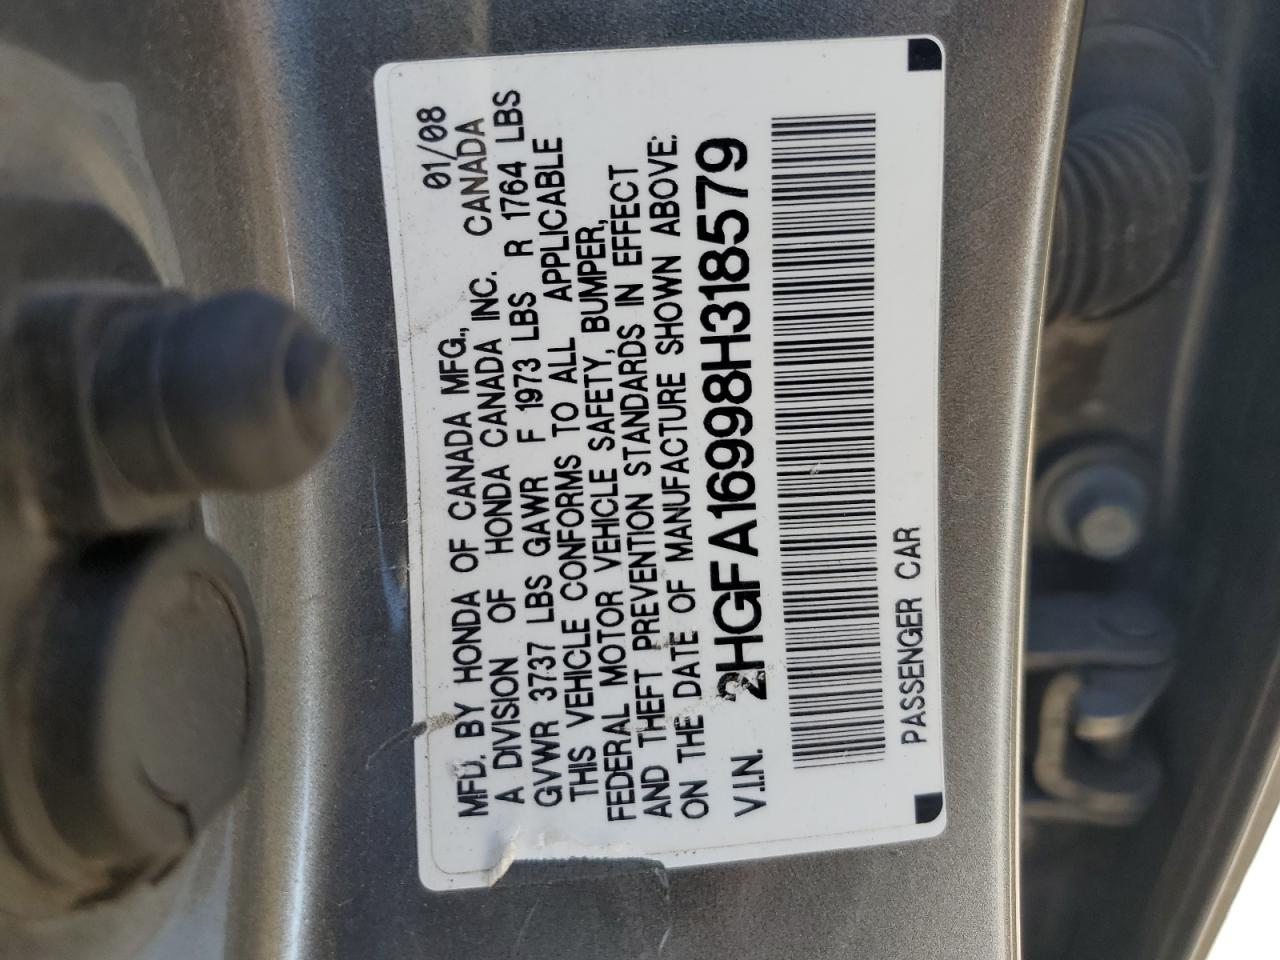 01/08
MFD. BY HONDA OF CANADA MFG.,
A DIVISION OF HONDA CANADA INC. CANADA
GVWR 3737 LBS GAWR F 1973 LBS R 1764 LBS
THIS VEHICLE CONFORMS TO ALL APPLICABLE
FEDERAL MOTOR VEHICLE SAFETY, BUMPER,
AND THEFT PREVENTION STANDARDS IN EFFECT
ON THE DATE OF MANUFACTURE SHOWN ABOVE:
V.I.N. 2HGFA16998H318579
PASSENGER CAR